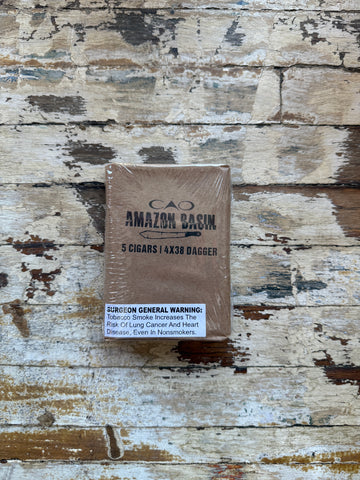 CAO
AMAZON BASIN
5 CIGARS | 4X38 DAGGER
SURGEON GENERAL WARNING:
Tobacco Smoke Increases The
Risk Of Lung Cancer And Heart
Disease, Even in Nonsmokers.